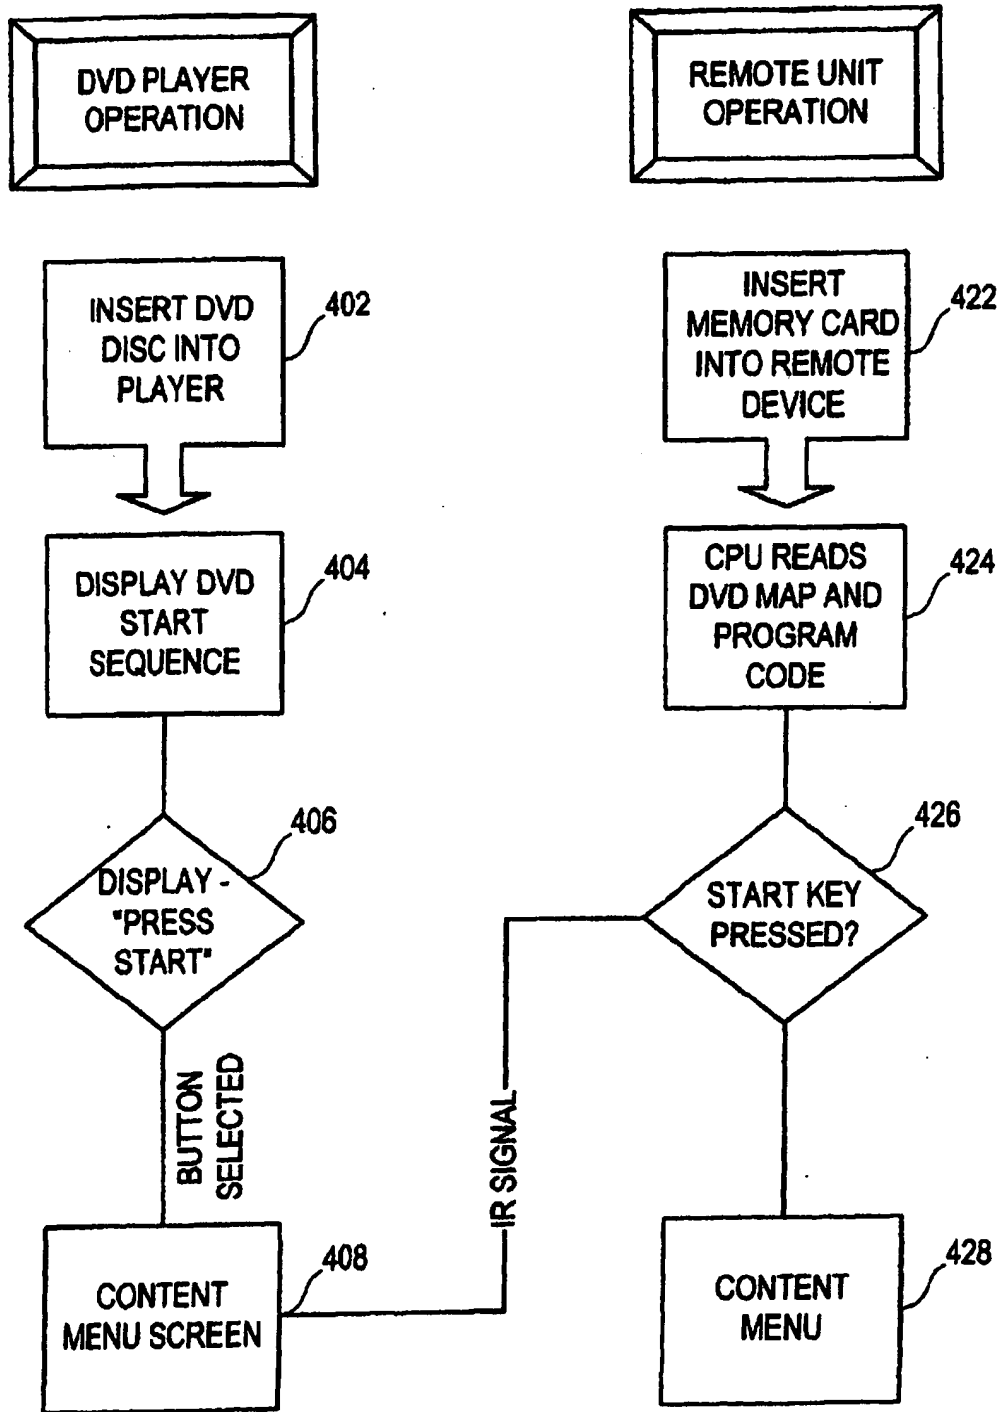 DVD PLAYER
OPERATION
REMOTE UNIT
OPERATION
INSERT DVD
DISC INTO
PLAYER
402
INSERT
MEMORY CARD
INTO REMOTE
DEVICE
422
DISPLAY DVD
START
SEQUENCE
404
CPU READS
DVD MAP AND
PROGRAM
CODE
424
DISPLAY -
"PRESS
START"
406
START KEY
PRESSED?
426
BUTTON
SELECTED
IR SIGNAL
CONTENT
MENU SCREEN
408
CONTENT
MENU
428